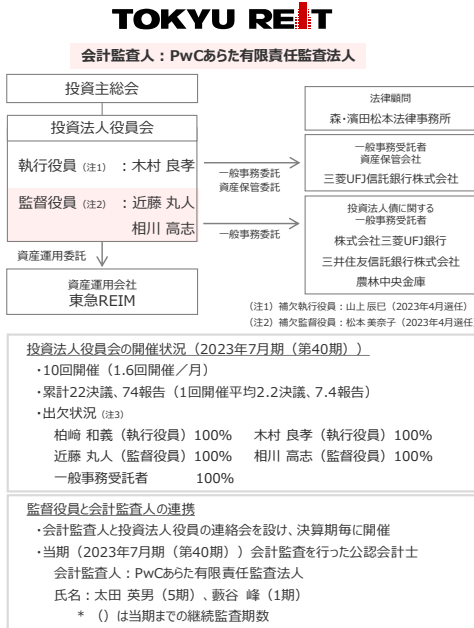 TOKYU REIT
会計監査人：PwCあらた有限責任監査法人
投資主総会
投資法人役員会
執行役員（注1）：木村 良孝
監督役員（注2）：近藤 丸人
相川 高志
資産運用委託
資産運用会社
東急REIM
一般事務委託
資産保管委託
一般事務委託
法律顧問
森・濱田松本法律事務所
一般事務受託者
資産保管会社
三菱UFJ信託銀行株式会社
投資法人債に関する
一般事務受託者
株式会社三菱UFJ銀行
三井住友信託銀行株式会社
農林中央金庫
（注1）補欠執行役員：山上 辰巳（2023年4月選任）
（注2）補欠監督役員：松本 美奈子（2023年4月選任
投資法人役員会の開催状況（2023年7月期（第40期））
・10回開催（1.6回開催／月）
・累計22決議、74報告（1回開催平均2.2決議、7.4報告）
・出欠状況（注3）
柏﨑 和義（執行役員）100%　木村 良孝（執行役員）100%
近藤 丸人（監督役員）100%　相川 高志（監督役員）100%
一般事務受託者　100%
監督役員と会計監査人の連携
・会計監査人と投資法人役員の連絡会を設け、決算期毎に開催
・当期（2023年7月期（第40期））会計監査を行った公認会計士
会計監査人：PwCあらた有限責任監査法人
氏名：太田 英男（5期）、藪谷 峰（1期）
*　（）は当期までの継続監査期数